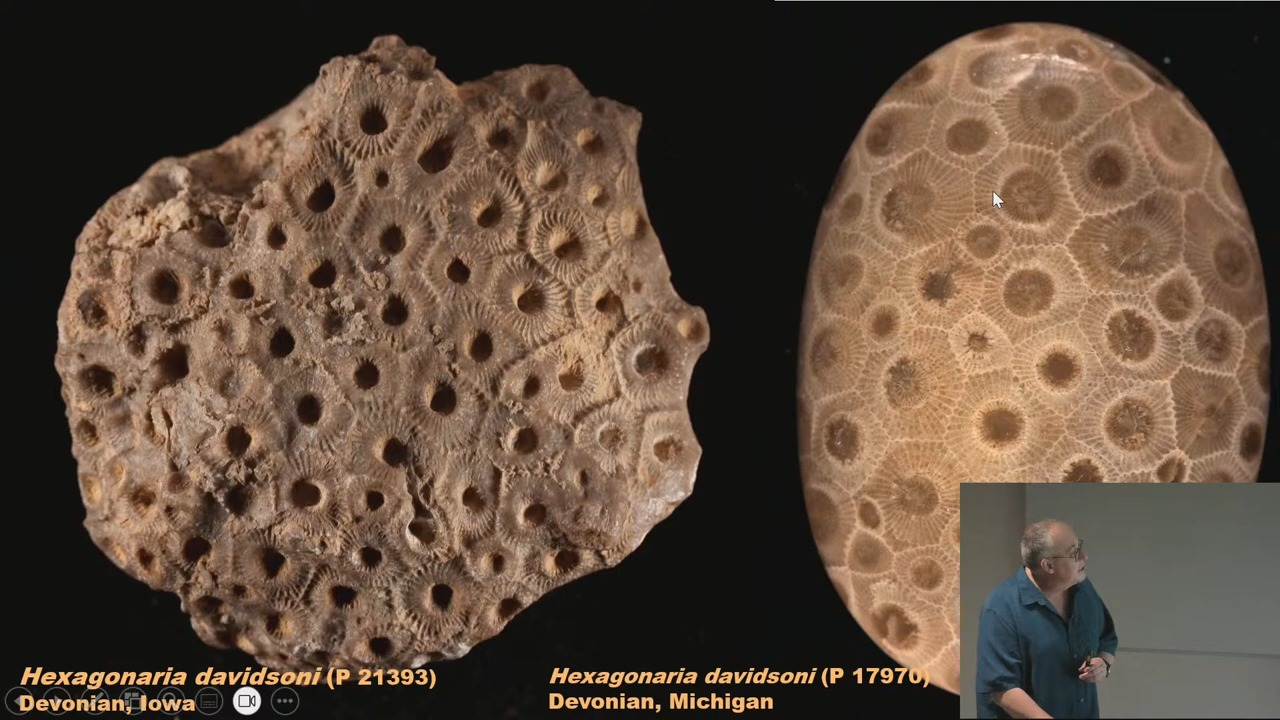 Hexagonaria davidsoni (P 21393)
Devonian, Iowa
Hexagonaria davidsoni (P 17970)
Devonian, Michigan